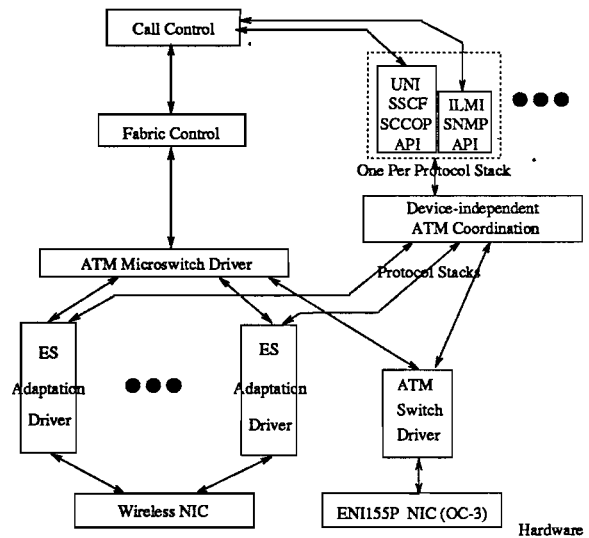 Call Control
UNI
SSCF
SCCOP
API
ILMI
SNMP
API
Fabric Control
One Per Protocol Stack
Device-independent
ATM Coordination
ATM Microswitch Driver
Protocol Stacks
ES
Adaptation
Driver
ES
Adaptation
Driver
ATM
Switch
Driver
Wireless NIC
ENI155P NIC (OC-3)
Hardware